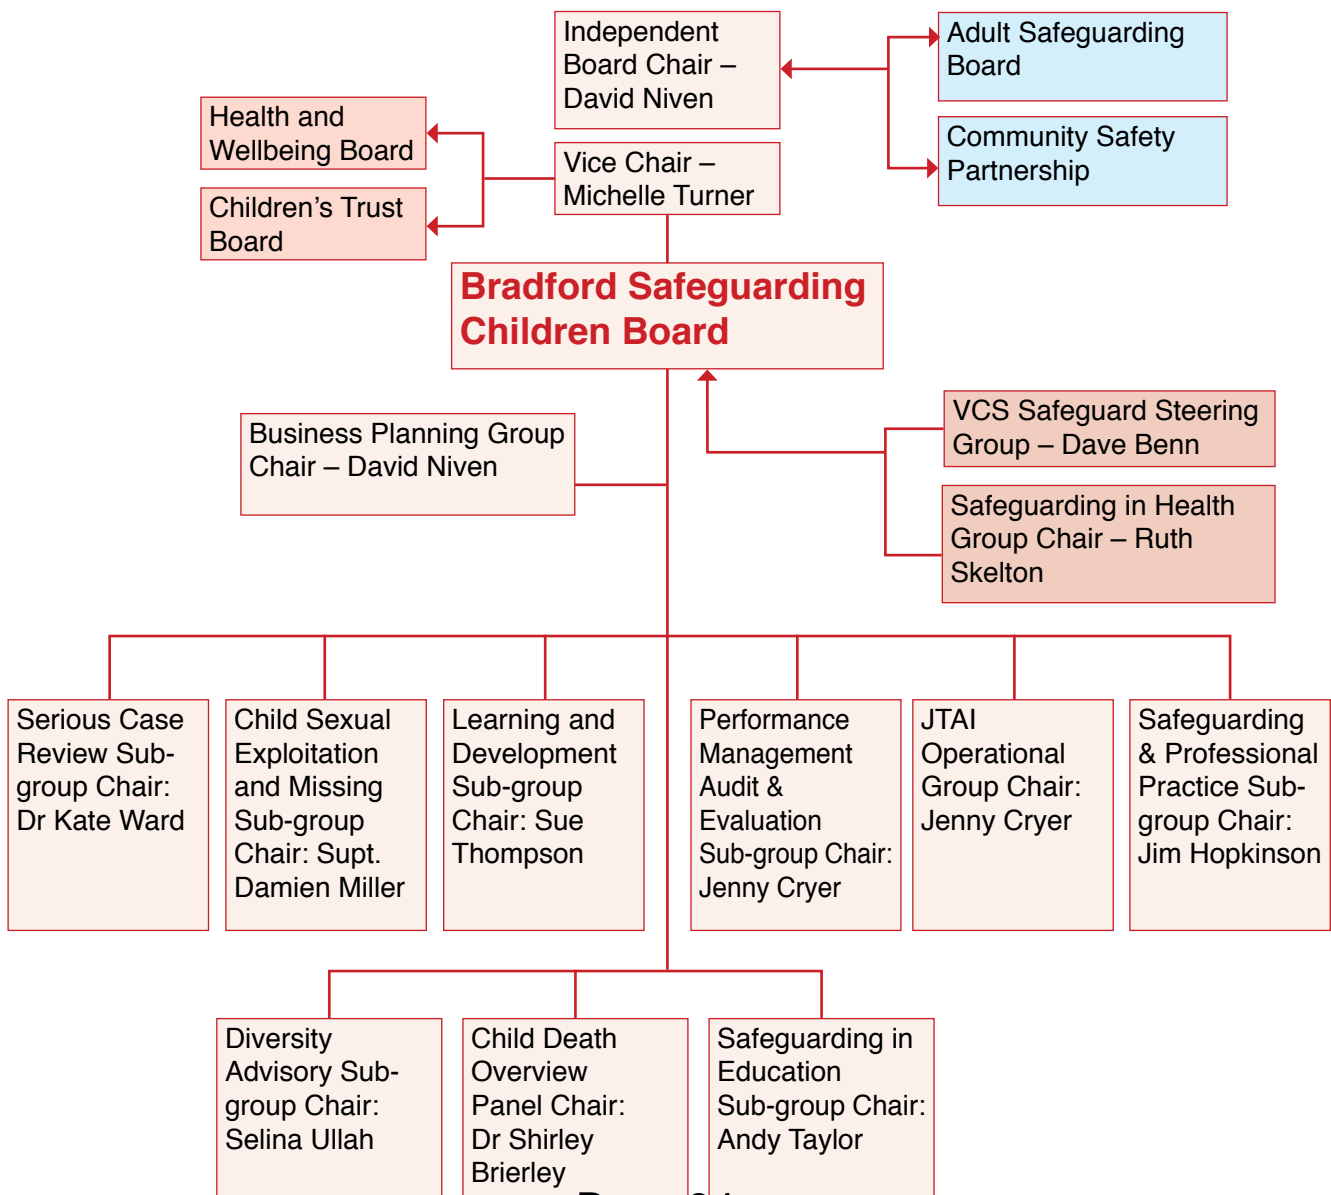 Independent
Board Chair –
David Niven
Adult Safeguarding
Board
Health and
Wellbeing Board
Community Safety
Partnership
Vice Chair –
Michelle Turner
Children’s Trust
Board
Bradford Safeguarding
Children Board
Business Planning Group
Chair – David Niven
VCS Safeguard Steering
Group – Dave Benn
Safeguarding in Health
Group Chair – Ruth
Skelton
Serious Case
Review Sub-
group Chair:
Dr Kate Ward
Child Sexual
Exploitation
and Missing
Sub-group
Chair: Supt.
Damien Miller
Learning and
Development
Sub-group
Chair: Sue
Thompson
Performance
Management
Audit &
Evaluation
Sub-group Chair:
Jenny Cryer
JTAI
Operational
Group Chair:
Jenny Cryer
Safeguarding
& Professional
Practice Sub-
group Chair:
Jim Hopkinson
Diversity
Advisory Sub-
group Chair:
Selina Ullah
Child Death
Overview
Panel Chair:
Dr Shirley
Brierley
Safeguarding in
Education
Sub-group Chair:
Andy Taylor